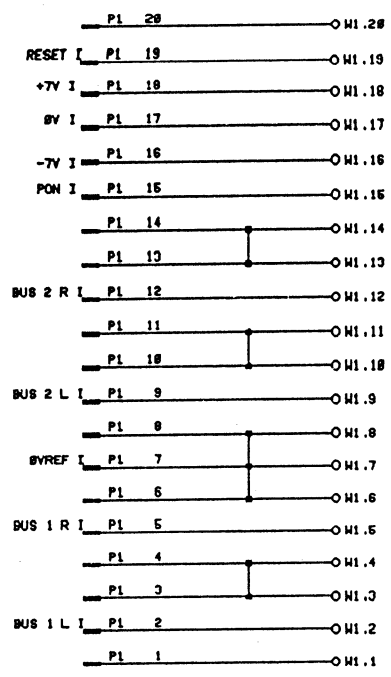 P1 20 W1.20
RESET I P1 19 W1.19
+7V I P1 18 W1.18
0V I P1 17 W1.17
-7V I P1 16 W1.16
PON I P1 15 W1.15
P1 14 W1.14
P1 13 W1.13
BUS 2 R I P1 12 W1.12
P1 11 W1.11
P1 10 W1.10
BUS 2 L I P1 9 W1.9
P1 8 W1.8
0VREF I P1 7 W1.7
P1 6 W1.6
BUS 1 R I P1 5 W1.5
P1 4 W1.4
P1 3 W1.3
BUS 1 L I P1 2 W1.2
P1 1 W1.1